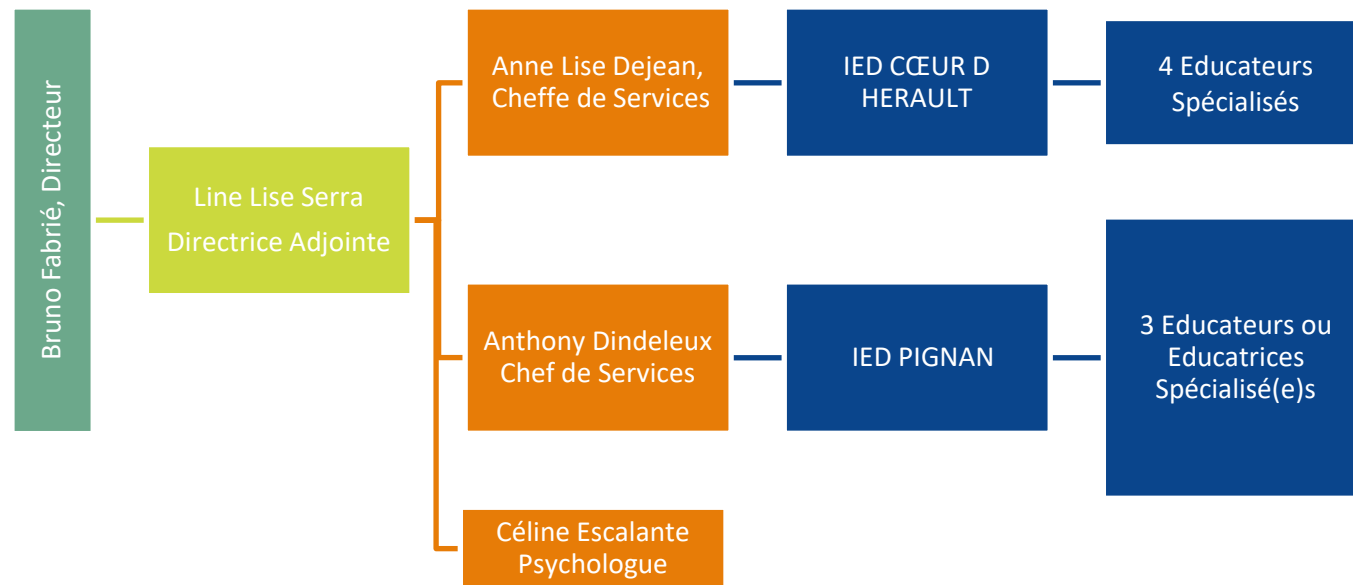 Bruno Fabrié, Directeur
Line Lise Serra
Directrice Adjointe
Anne Lise Dejean,
Cheffe de Services
IED CŒUR D
HERAULT
4 Educateurs
Spécialisés
Anthony Dindeleux
Chef de Services
IED PIGNAN
3 Educateurs ou
Educatrices
Spécialisé(e)s
Céline Escalante
Psychologue